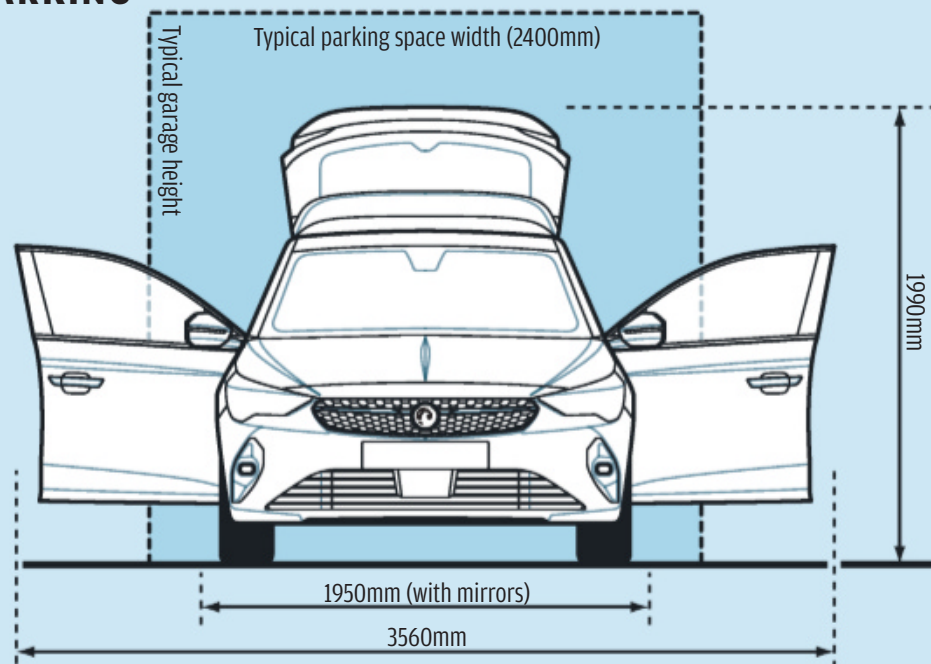 Typical parking space width (2400mm)
Typical garage height
1990mm
1950mm (with mirrors)
3560mm